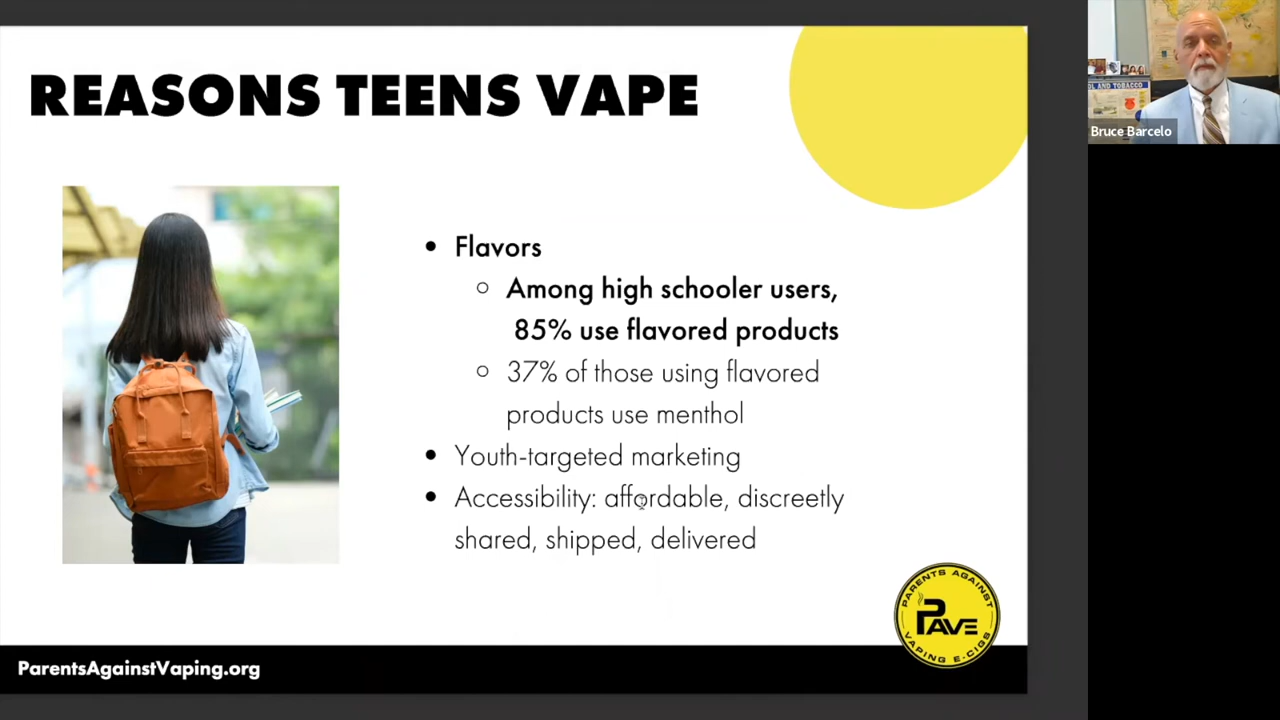 REASONS TEENS VAPE
Flavors
Among high schooler users,
85% use flavored products
37% of those using flavored
products use menthol
Youth-targeted marketing
Accessibility: affordable, discreetly
shared, shipped, delivered
PARENTS AGAINST
PAVE
VAPING E-CIGS
ParentsAgainstVaping.org
AND TOBACCO
Bruce Barcelo